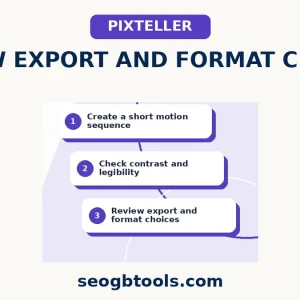 PIXTELLER
EXPORT AND FORMAT
1
Create a short motion
sequence
2
Check contrast and
legibility
3
Review export and
format choices
seogbtools.com